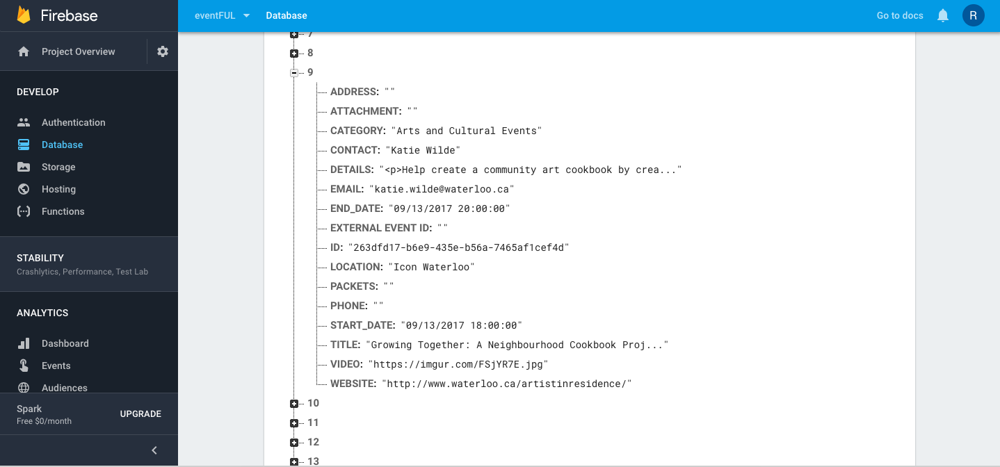 Firebase
eventFUL
Database
Go to docs
R
Project Overview
DEVELOP
Authentication
Database
Storage
Hosting
Functions
STABILITY
Crashlytics, Performance, Test Lab
ANALYTICS
Dashboard
Events
Audiences
Spark
Free $0/month
UPGRADE
7
8
9
ADDRESS: ""
ATTACHMENT: ""
CATEGORY: "Arts and Cultural Events"
CONTACT: "Katie Wilde"
DETAILS: "<p>Help create a community art cookbook by crea..."
EMAIL: "katie.wilde@waterloo.ca"
END_DATE: "09/13/2017 20:00:00"
EXTERNAL EVENT ID: ""
ID: "263dfd17-b6e9-435e-b56a-7465af1cef4d"
LOCATION: "Icon Waterloo"
PACKETS: ""
PHONE: ""
START_DATE: "09/13/2017 18:00:00"
TITLE: "Growing Together: A Neighbourhood Cookbook Proj..."
VIDEO: "https://imgur.com/FSjYR7E.jpg"
WEBSITE: "http://www.waterloo.ca/artistinresidence/"
10
11
12
13